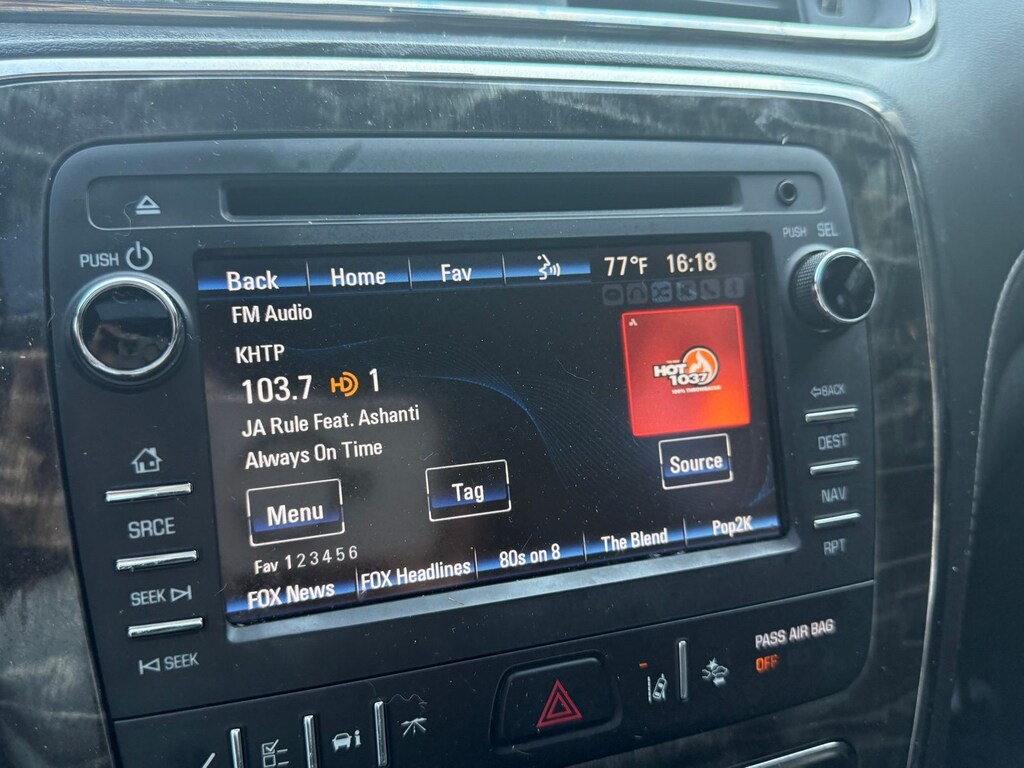 PUSH
PUSH SEL
Back Home Fav 77°F 16:18
FM Audio
KHTP
103.7 HD 1
JA Rule Feat. Ashanti
Always On Time
HOT
103.7
Menu Tag Source
Fav 1 2 3 4 5 6
FOX News FOX Headlines 80s on 8 The Blend Pop2K
SRCE
SEEK
SEEK
BACK
DEST
NAV
RPT
PASS AIR BAG
OFF